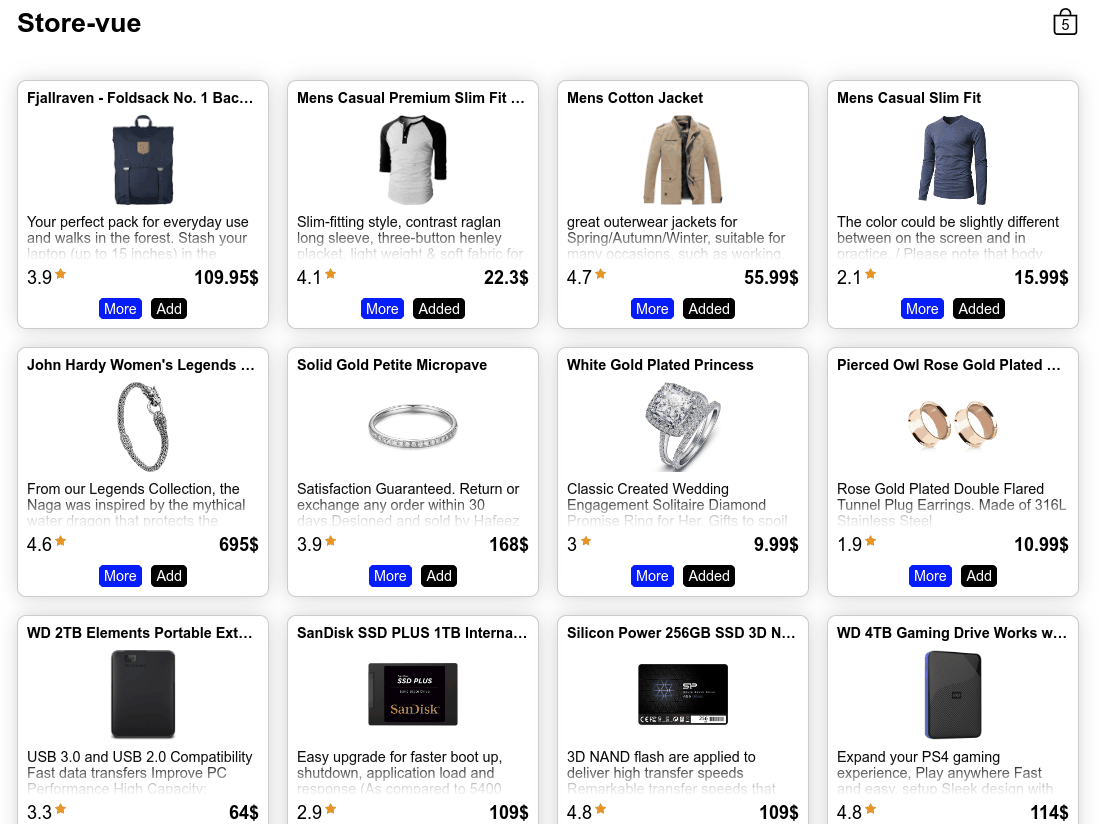 Store-vue
5
Fjallraven - Foldsack No. 1 Bac...
Your perfect pack for everyday use
and walks in the forest. Stash your
laptop (up to 15 inches) in the
3.9 109.95$
More Add
Mens Casual Premium Slim Fit ...
Slim-fitting style, contrast raglan
long sleeve, three-button henley
placket, light weight & soft fabric for
4.1 22.3$
More Added
Mens Cotton Jacket
great outerwear jackets for
Spring/Autumn/Winter, suitable for
many occasions, such as working,
4.7 55.99$
More Added
Mens Casual Slim Fit
The color could be slightly different
between on the screen and in
practice. / Please note that body
2.1 15.99$
More Added
John Hardy Women's Legends ...
From our Legends Collection, the
Naga was inspired by the mythical
water dragon that protects the
4.6 695$
More Add
Solid Gold Petite Micropave
Satisfaction Guaranteed. Return or
exchange any order within 30
days.Designed and sold by Hafeez
3.9 168$
More Add
White Gold Plated Princess
Classic Created Wedding
Engagement Solitaire Diamond
Promise Ring for Her. Gifts to spoil
3 9.99$
More Added
Pierced Owl Rose Gold Plated ...
Rose Gold Plated Double Flared
Tunnel Plug Earrings. Made of 316L
Stainless Steel
1.9 10.99$
More Add
WD 2TB Elements Portable Ext...
USB 3.0 and USB 2.0 Compatibility
Fast data transfers Improve PC
Performance High Capacity;
3.3 64$
SanDisk SSD PLUS 1TB Interna...
SSD PLUS
SanDisk
Easy upgrade for faster boot up,
shutdown, application load and
response (As compared to 5400
2.9 109$
Silicon Power 256GB SSD 3D N...
SP
3D NAND flash are applied to
deliver high transfer speeds
Remarkable transfer speeds that
4.8 109$
WD 4TB Gaming Drive Works w...
Expand your PS4 gaming
experience, Play anywhere Fast
and easy, setup Sleek design with
4.8 114$